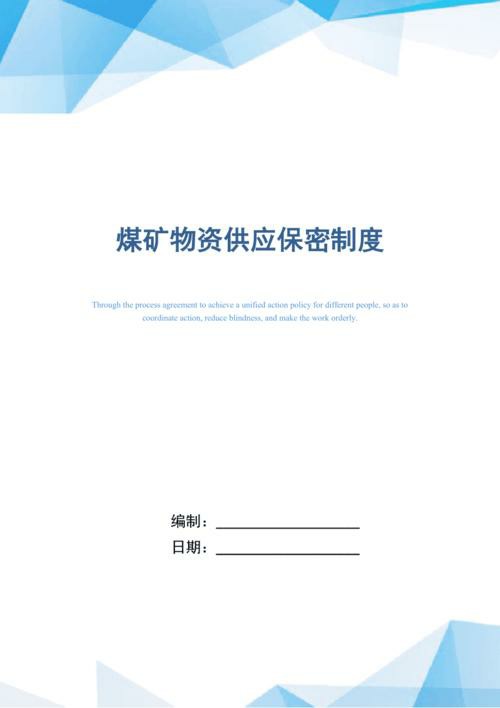 煤矿物资供应保密制度
Through the process agreement to achieve a unified action policy for different people, so as to
coordinate action, reduce blindness, and make the work orderly.
编制：
日期：